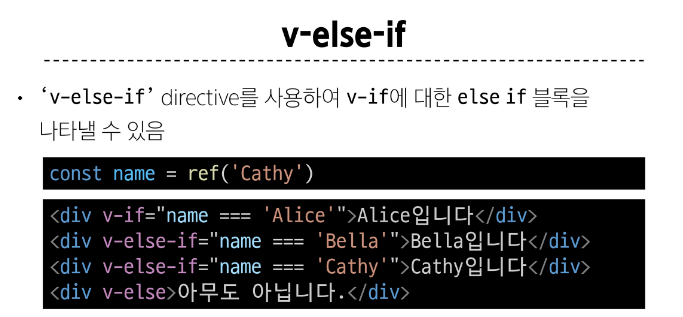 v-else-if
• ‘v-else-if’ directive를 사용하여 v-if에 대한 else if 블록을
나타낼 수 있음
const name = ref('Cathy')
<div v-if="name === 'Alice'">Alice입니다</div>
<div v-else-if="name === 'Bella'">Bella입니다</div>
<div v-else-if="name === 'Cathy'">Cathy입니다</div>
<div v-else>아무도 아닙니다.</div>